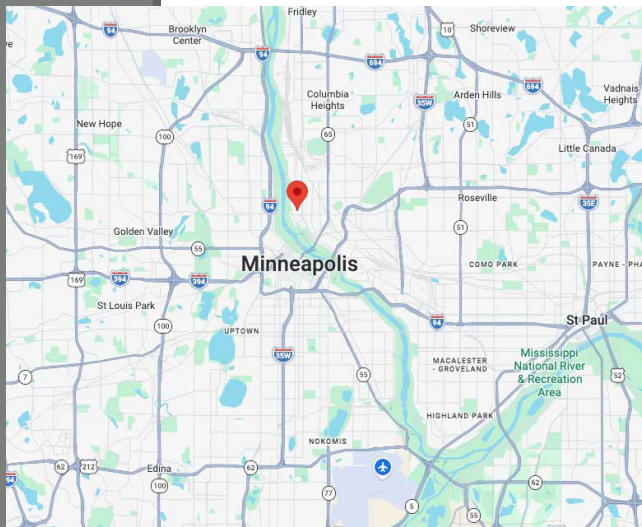 Fridley
94
Brooklyn
Center
94
10
Shoreview
694
694
Columbia
Heights
Arden Hills
Vadnais
Heights
35W
New Hope
51
100
65
Little Canada
169
Roseville
94
35E
Golden Valley
55
51
Minneapolis
COMO PARK
PAYNE - PHA
169
394
394
St Louis Park
100
94
St Paul
UPTOWN
35W
Mississippi
National River
& Recreation
Area
MACALESTER
- GROVELAND
7
55
52
HIGHLAND PARK
NOKOMIS
62
212
Edina
62
62
94
100
77
5
55